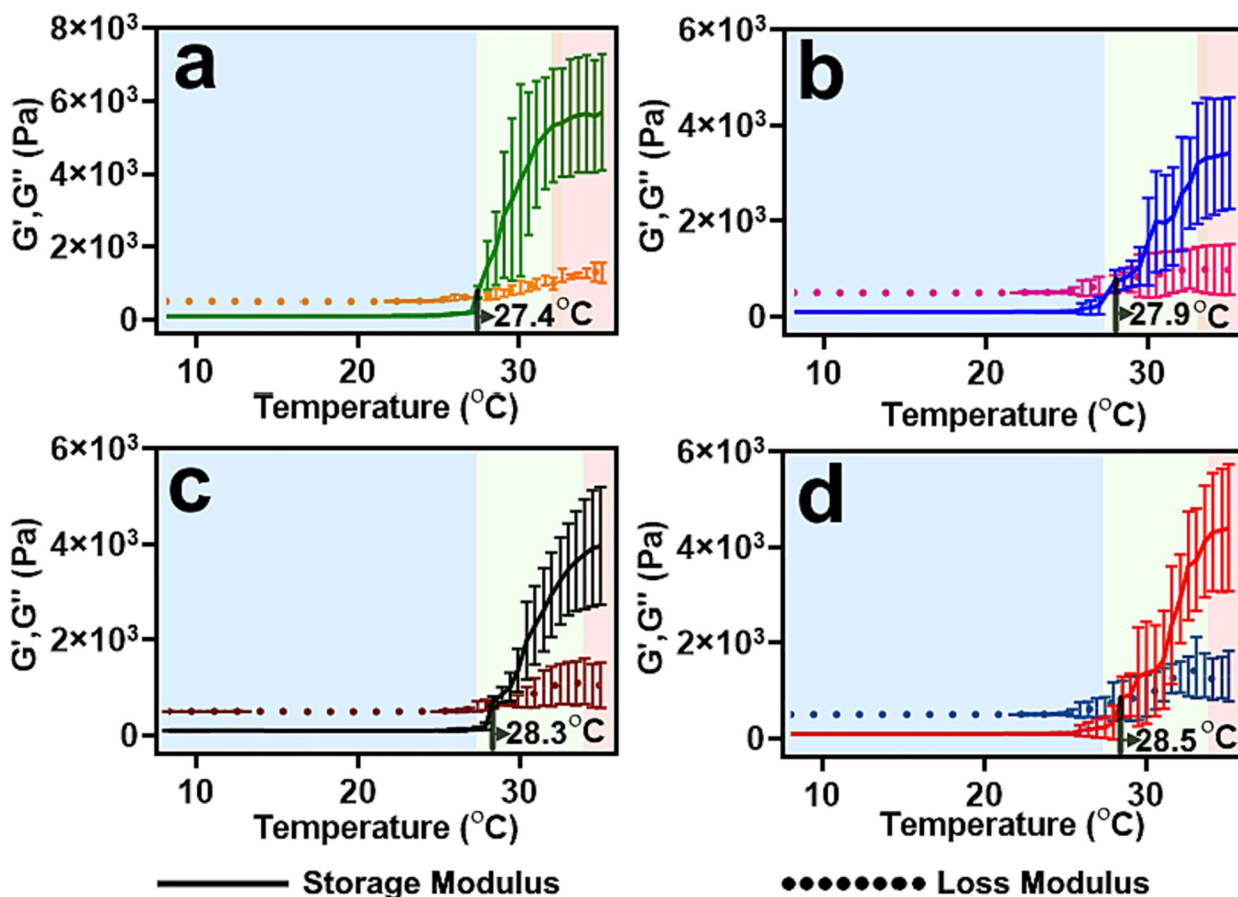 a
8×10³
6×10³
4×10³
2×10³
0
G',G'' (Pa)
27.4°C
10 20 30
Temperature (°C)
b
6×10³
4×10³
2×10³
0
G',G'' (Pa)
27.9°C
10 20 30
Temperature (°C)
c
6×10³
4×10³
2×10³
0
G',G'' (Pa)
28.3°C
10 20 30
Temperature (°C)
d
6×10³
4×10³
2×10³
0
G',G'' (Pa)
28.5°C
10 20 30
Temperature (°C)
Storage Modulus Loss Modulus